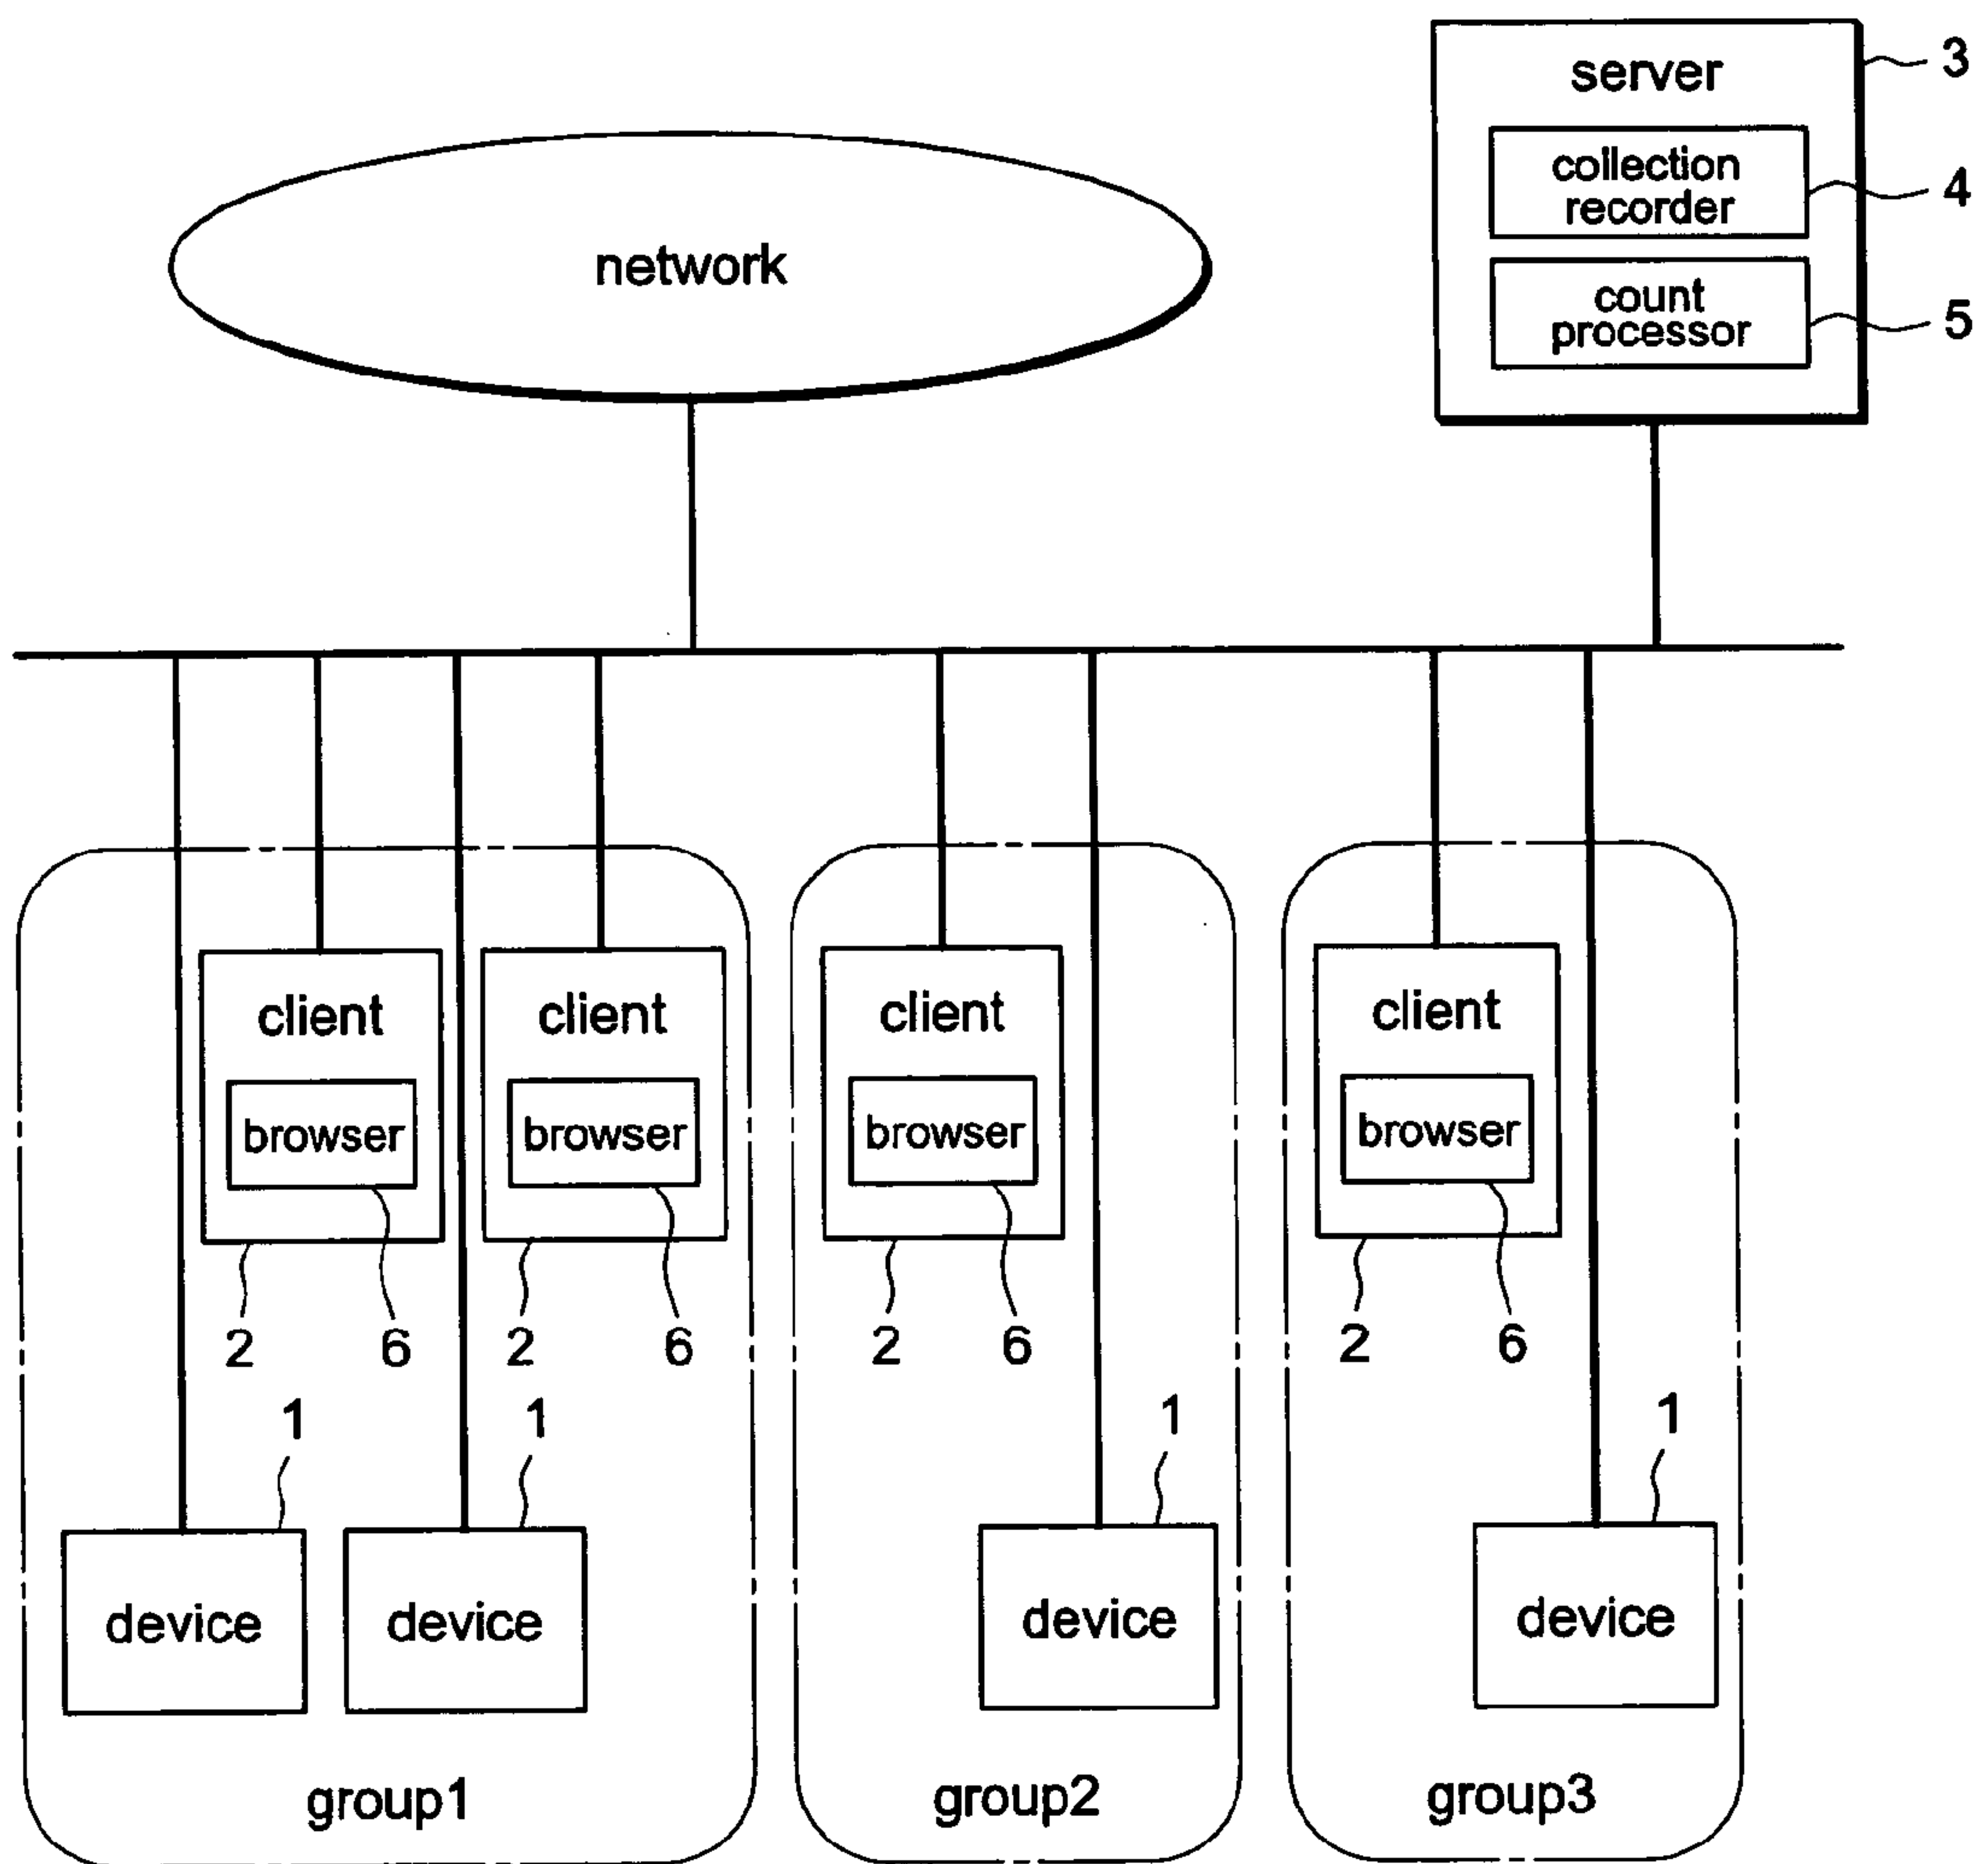 server
3
collection
recorder
4
network
count
processor
5
client
client
client
client
browser
browser
browser
browser
2
6
2
6
2
6
2
6
1
1
1
1
device
device
device
device
group1
group2
group3